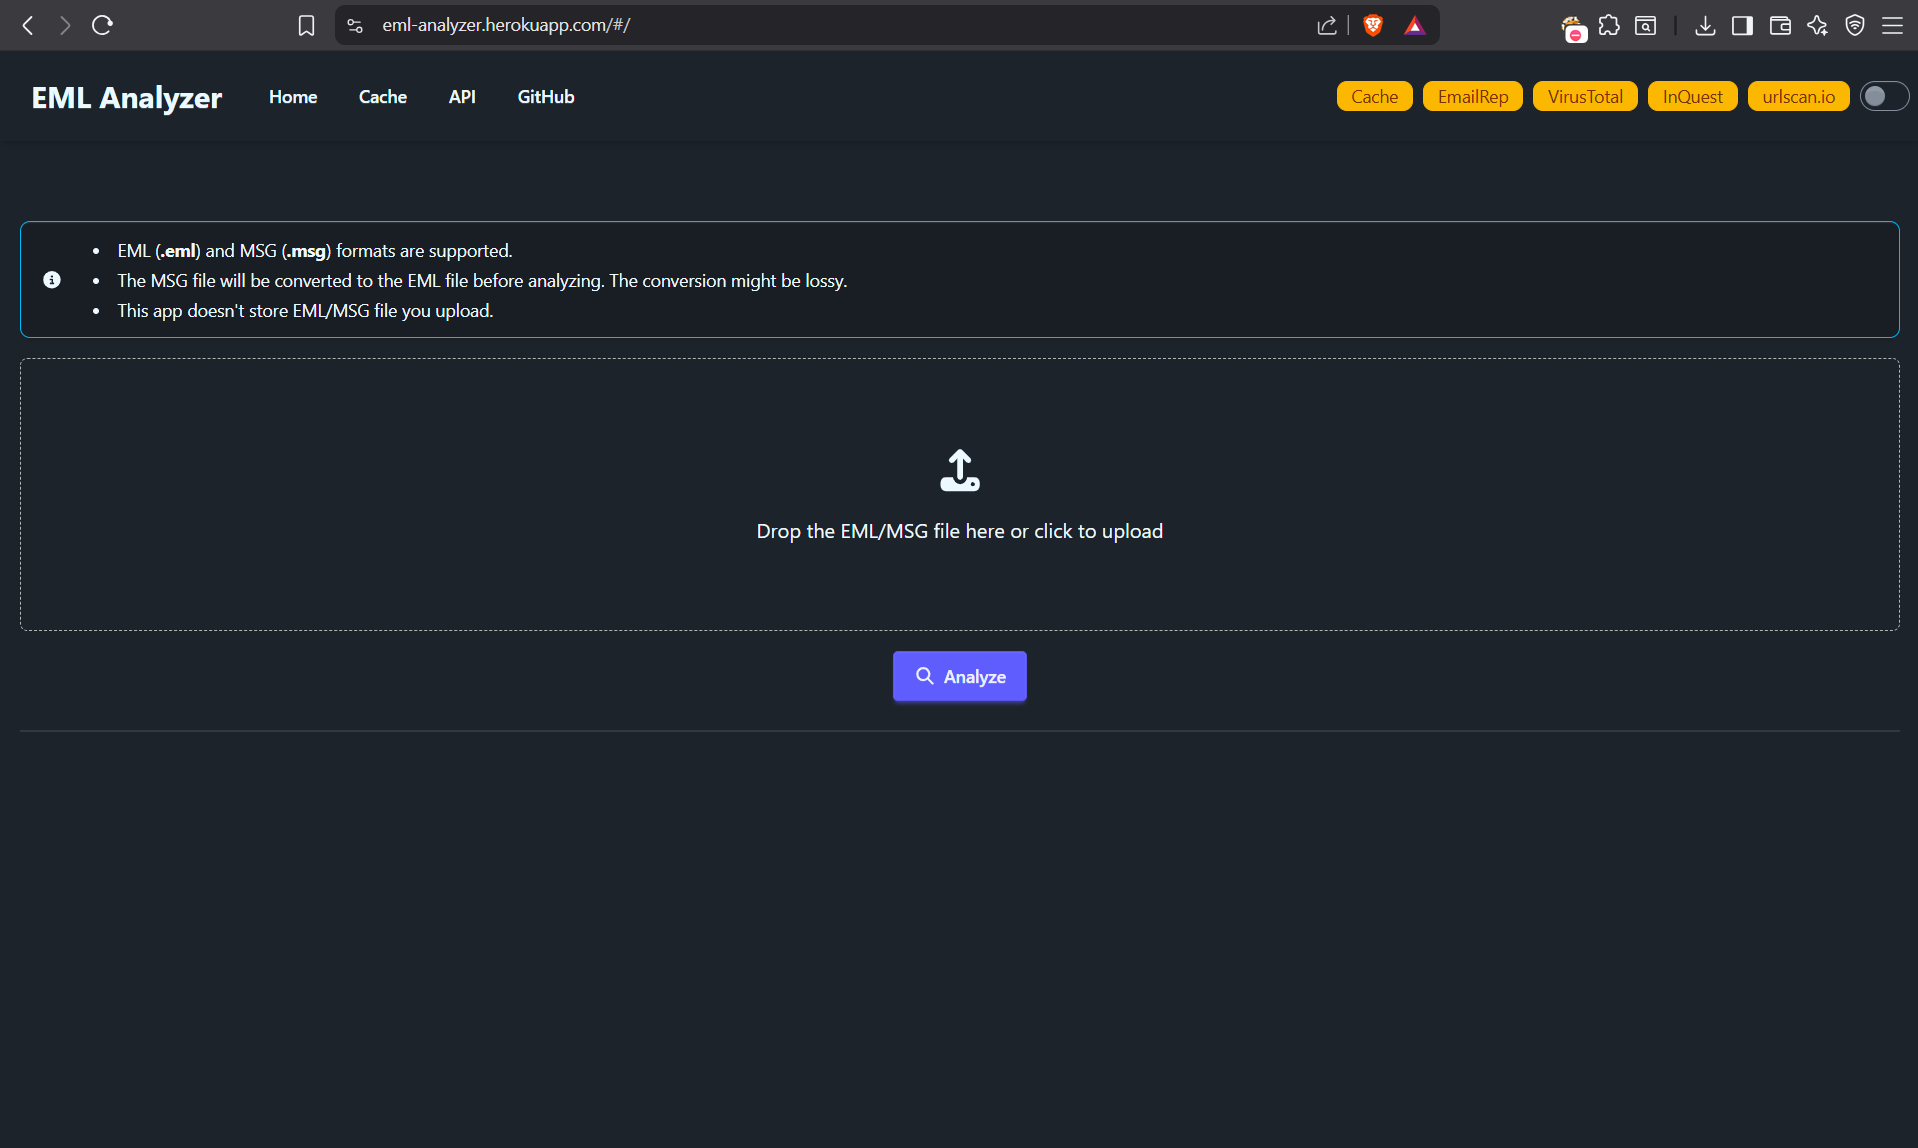 eml-analyzer.herokuapp.com/#/
EML Analyzer Home Cache API GitHub Cache EmailRep VirusTotal InQuest urlscan.io
• EML (.eml) and MSG (.msg) formats are supported.
• The MSG file will be converted to the EML file before analyzing. The conversion might be lossy.
• This app doesn't store EML/MSG file you upload.
Drop the EML/MSG file here or click to upload
Analyze